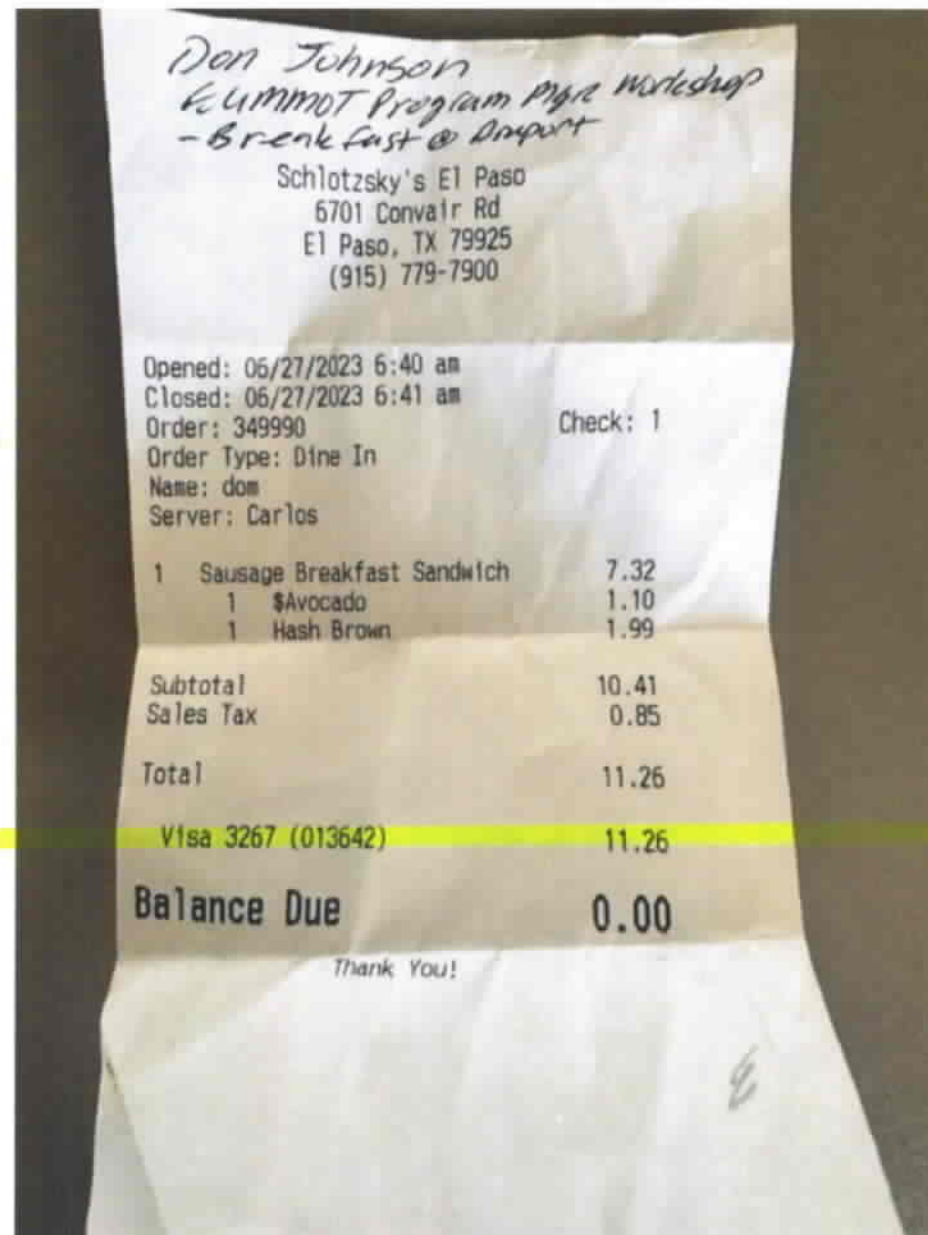 Don Johnson
Program Mgr Workshop
- Breakfast @ Airport
Schlotzsky's El Paso
6701 Convair Rd
El Paso, TX 79925
(915) 779-7900
Opened: 06/27/2023 6:40 am
Closed: 06/27/2023 6:41 am
Order: 349990 Check: 1
Order Type: Dine In
Name: dom
Server: Carlos
1 Sausage Breakfast Sandwich 7.32
1 $Avocado 1.10
1 Hash Brown 1.99
Subtotal 10.41
Sales Tax 0.85
Total 11.26
Visa 3267 (013642) 11.26
Balance Due 0.00
Thank You!